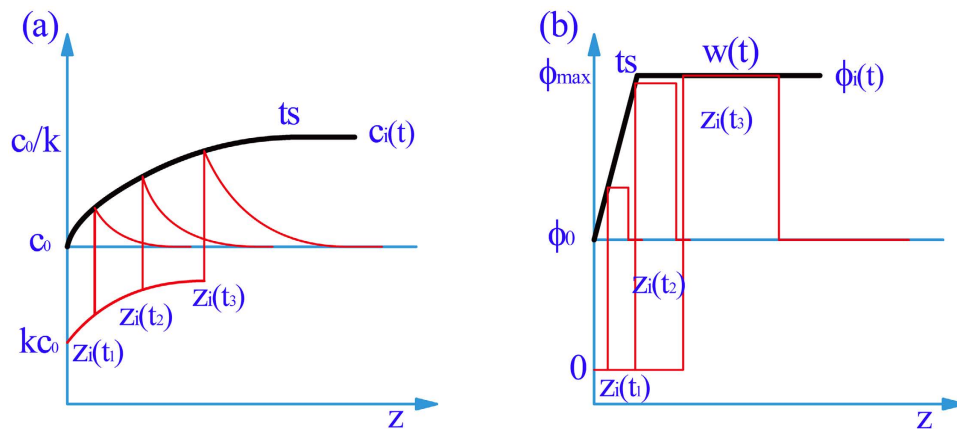 (a)
ts
c₀/k
cᵢ(t)
c₀
zᵢ(t₃)
zᵢ(t₂)
kc₀
zᵢ(t₁)
z
(b)
w(t)
ts
ϕmax
ϕᵢ(t)
zᵢ(t₃)
ϕ₀
zᵢ(t₂)
0
zᵢ(t₁)
z